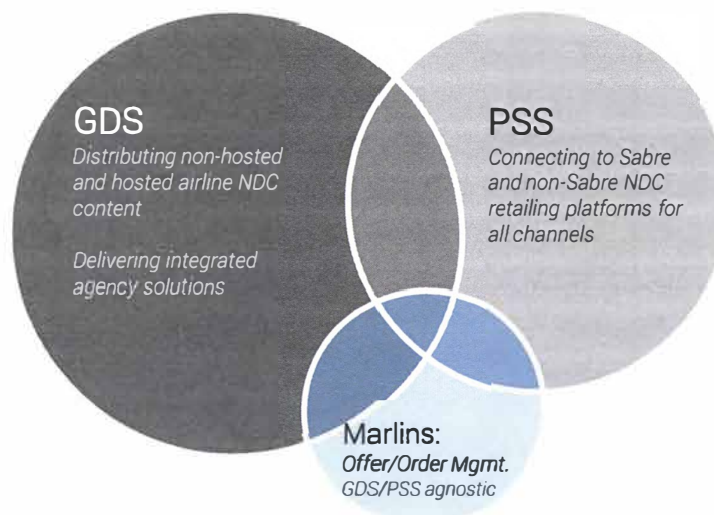 GDS
Distributing non-hosted
and hosted airline NDC
content
Delivering integrated
agency solutions
PSS
Connecting to Sabre
and non-Sabre NDC
retailing platforms for
all channels
Marlins:
Offer/Order Mgmt.
GDS/PSS agnostic